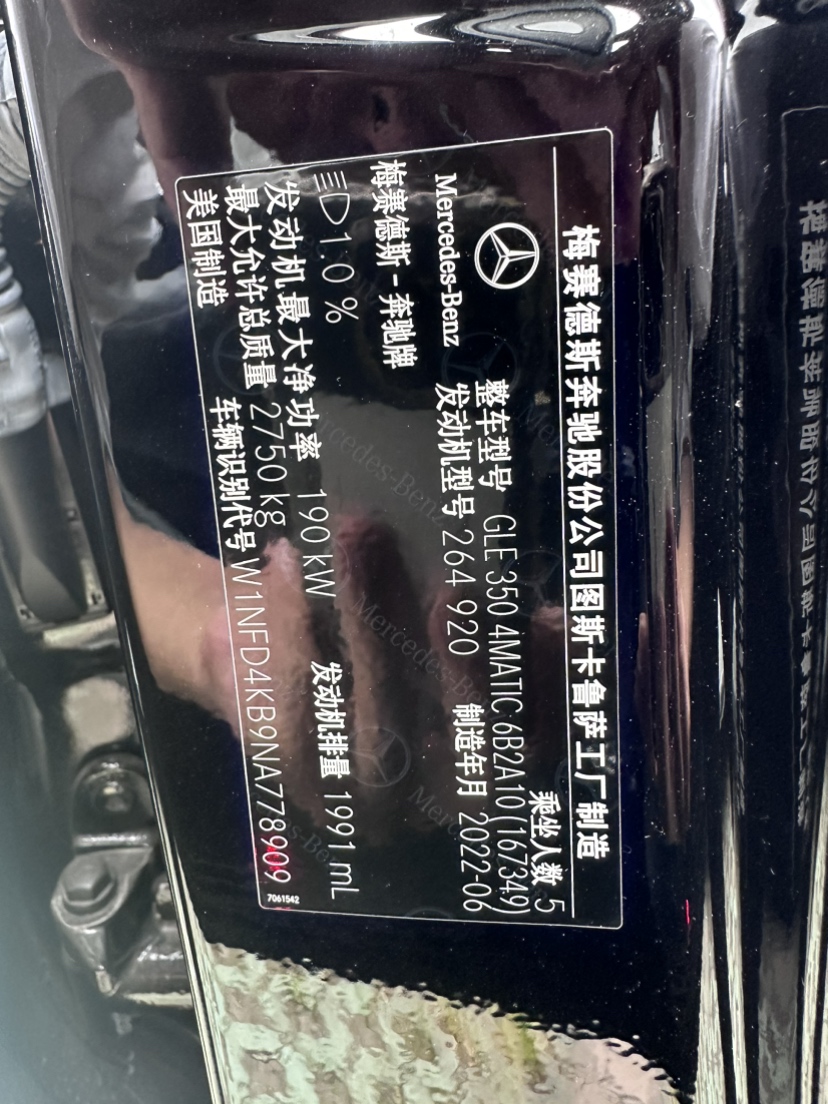 梅赛德斯奔驰股份公司图斯卡鲁萨工厂制造
乘坐人数 5
Mercedes-Benz
整车型号 GLE 350 4MATIC 6B2A10 (167349)
发动机型号 264 920
制造年月 2022-06
梅赛德斯-奔驰牌
1.0 %
发动机最大净功率 190 kW
发动机排量 1991 mL
最大允许总质量 2750 kg
美国制造
车辆识别代号 W1NFD4KB9NA778909
7061542